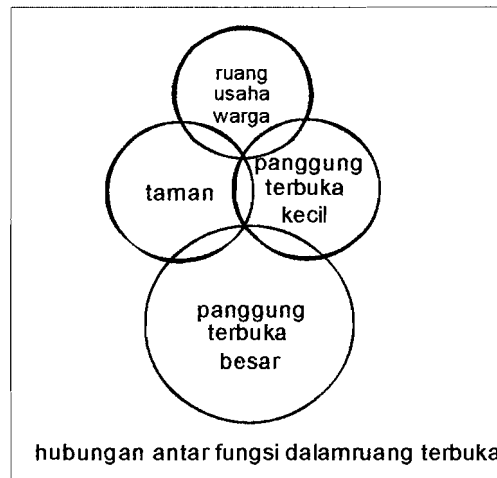 ruang
usaha
warga
taman
panggung
terbuka
kecil
panggung
terbuka
besar
hubungan antar fungsi dalamruang terbuka